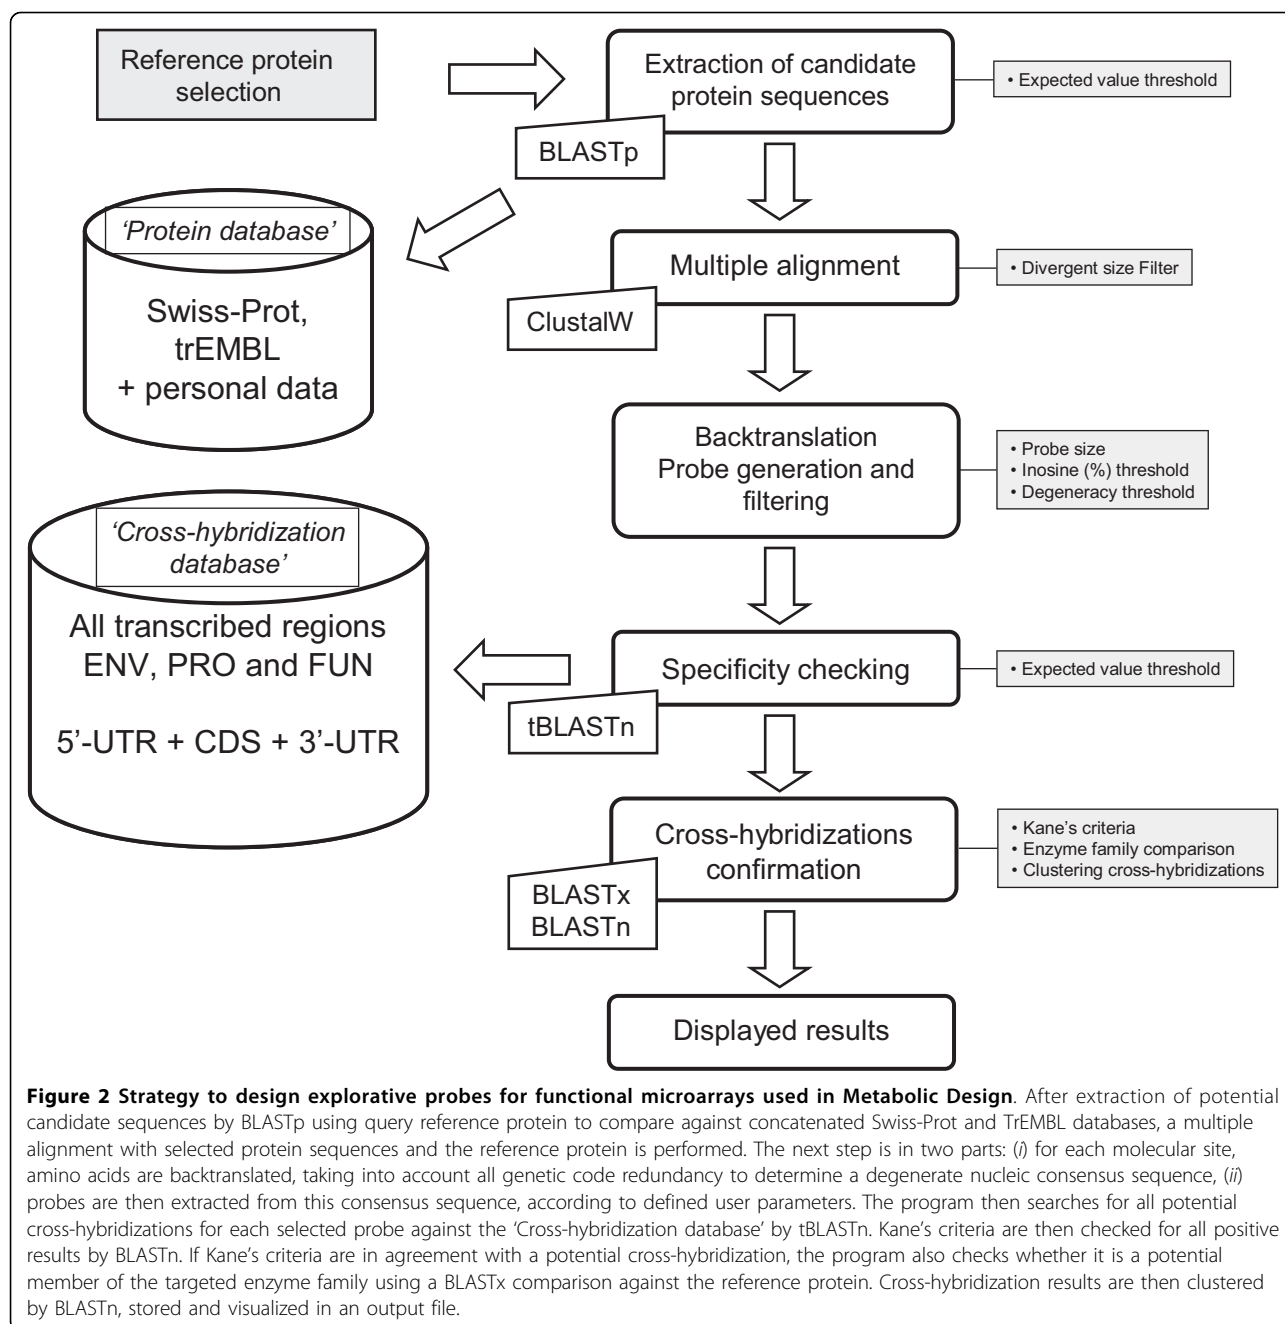 Reference protein
selection
Extraction of candidate
protein sequences
• Expected value threshold
BLASTp
'Protein database'
Swiss-Prot,
trEMBL
+ personal data
Multiple alignment
• Divergent size Filter
ClustalW
Backtranslation
Probe generation and
filtering
• Probe size
• Inosine (%) threshold
• Degeneracy threshold
'Cross-hybridization
database'
All transcribed regions
ENV, PRO and FUN
5'-UTR + CDS + 3'-UTR
Specificity checking
• Expected value threshold
tBLASTn
Cross-hybridizations
confirmation
• Kane's criteria
• Enzyme family comparison
• Clustering cross-hybridizations
BLASTx
BLASTn
Displayed results
Figure 2 Strategy to design explorative probes for functional microarrays used in Metabolic Design. After extraction of potential
candidate sequences by BLASTp using query reference protein to compare against concatenated Swiss-Prot and TrEMBL databases, a multiple
alignment with selected protein sequences and the reference protein is performed. The next step is in two parts: (i) for each molecular site,
amino acids are backtranslated, taking into account all genetic code redundancy to determine a degenerate nucleic consensus sequence, (ii)
probes are then extracted from this consensus sequence, according to defined user parameters. The program then searches for all potential
cross-hybridizations for each selected probe against the 'Cross-hybridization database' by tBLASTn. Kane's criteria are then checked for all positive
results by BLASTn. If Kane's criteria are in agreement with a potential cross-hybridization, the program also checks whether it is a potential
member of the targeted enzyme family using a BLASTx comparison against the reference protein. Cross-hybridization results are then clustered
by BLASTn, stored and visualized in an output file.